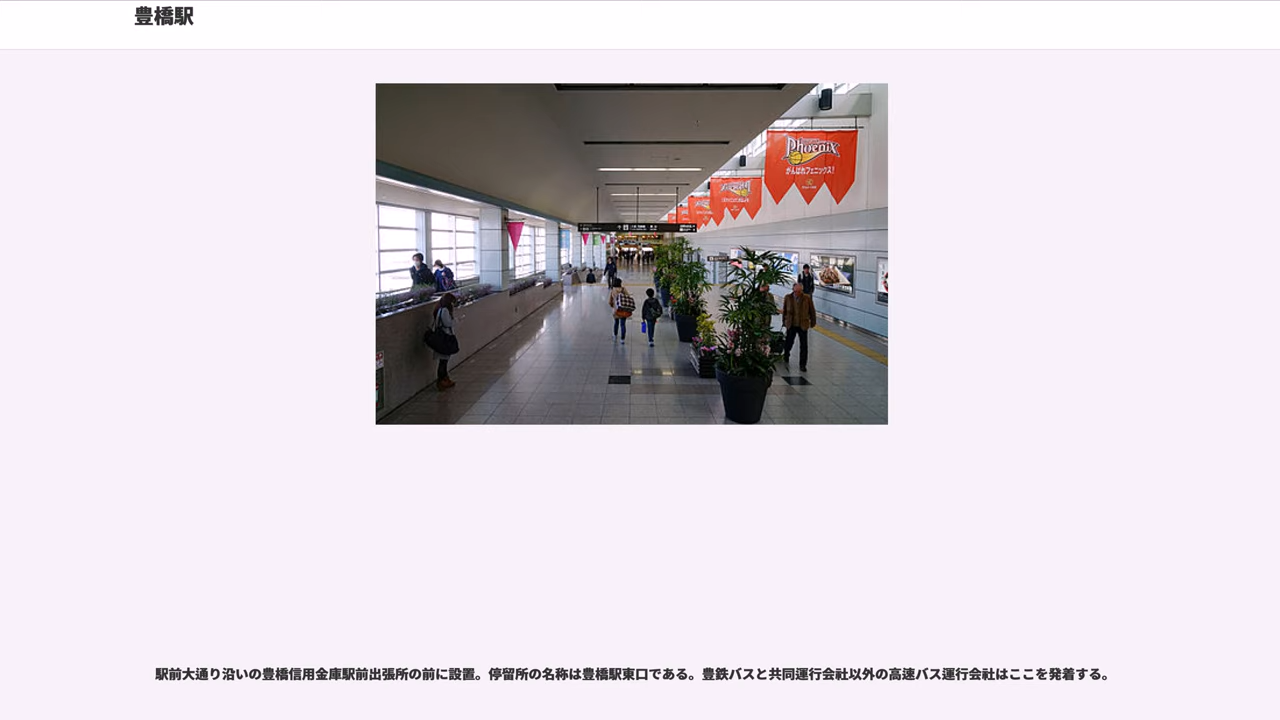 豊橋駅
Phoenix
がんばれフェニックス!
駅前大通り沿いの豊橋信用金庫駅前出張所の前に設置。停留所の名称は豊橋駅東口である。豊鉄バスと共同運行会社以外の高速バス運行会社はここを発着する。